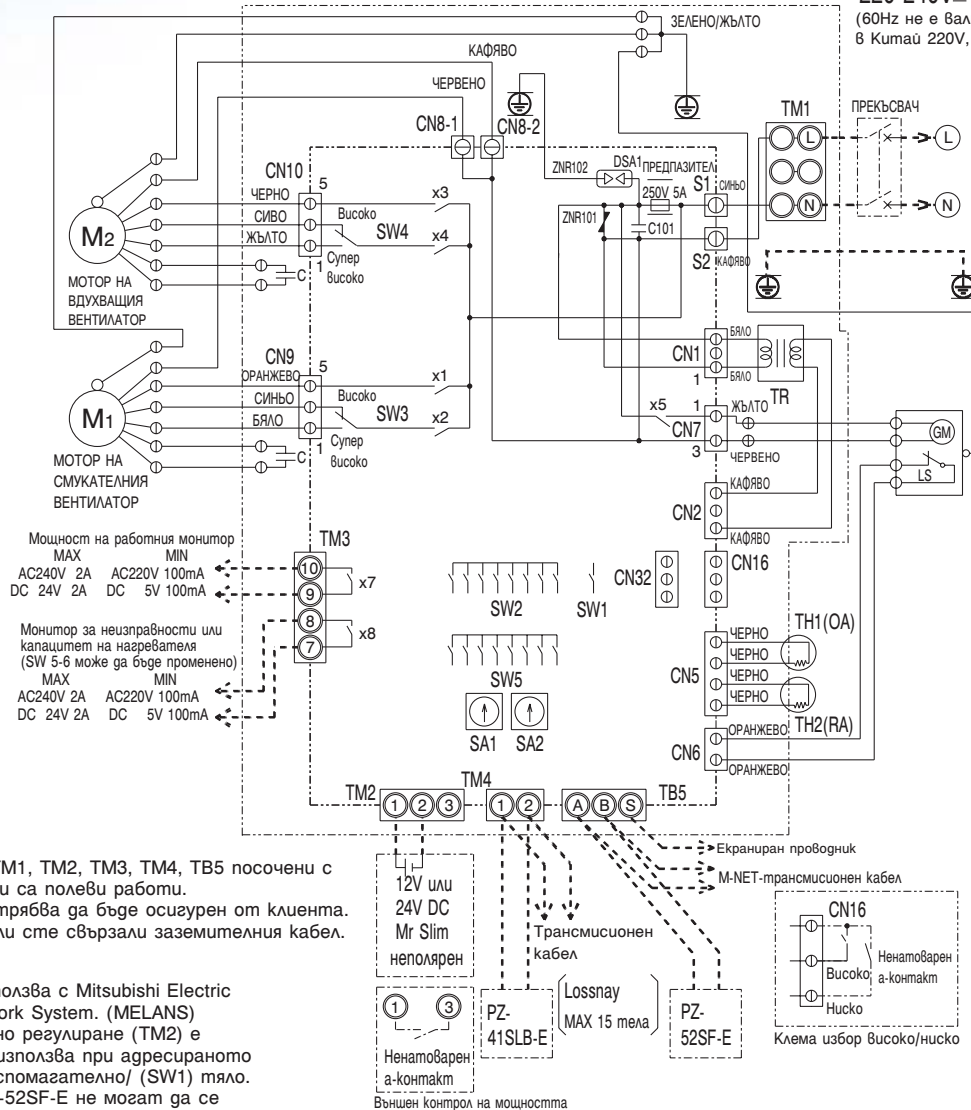 220-240V
(60Hz не е вал
в Китай 220V,
ЗЕЛЕНО/ЖЪЛТО
КАФЯВО
ЧЕРВЕНО
CN8-1
CN8-2
TM1
ПРЕКЪСВАЧ
L
L
N
N
CN10
5
ЧЕРНО
СИВО
ЖЪЛТО
1
Високо
SW4
Супер
високо
x3
x4
C
M2
МОТОР НА
ВДУХВАЩИЯ
ВЕНТИЛАТОР
ZNR102
DSA1
ПРЕДПАЗИТЕЛ
250V 5A
ZNR101
C101
S1
СИНЬО
S2
КАФЯВО
CN9
5
ОРАНЖЕВО
СИНЬО
БЯЛО
1
Високо
SW3
Супер
високо
x1
x2
C
M1
МОТОР НА
СМУКАТЕЛНИЯ
ВЕНТИЛАТОР
БЯЛО
CN1
БЯЛО
1
TR
x5
1
ЖЪЛТО
CN7
3
ЧЕРВЕНО
GM
LS
КАФЯВО
CN2
КАФЯВО
Мощност на работния монитор
MAX MIN
AC240V 2A AC220V 100mA
DC 24V 2A DC 5V 100mA
Монитор за неизправности или
капацитет на нагревателя
(SW 5-6 може да бъде променено)
MAX MIN
AC240V 2A AC220V 100mA
DC 24V 2A DC 5V 100mA
TM3
10
9
8
7
x7
x8
SW2
SW1
CN32
CN16
SW5
SA1
SA2
ЧЕРНО
ЧЕРНО
CN5
ЧЕРНО
ЧЕРНО
TH1(OA)
TH2(RA)
ОРАНЖЕВО
CN6
ОРАНЖЕВО
TM2
1 2 3
TM4
1 2
A B S
TB5
Екраниран проводник
M-NET-трансмисионен кабел
TM1, TM2, TM3, TM4, TB5 посочени с
и са полеви работи.
трябва да бъде осигурен от клиента.
ли сте свързали заземителния кабел.
12V или
24V DC
Mr Slim
неполярен
Трансмисионен
кабел
ползва с Mitsubishi Electric
ork System. (MELANS)
но регулиране (TM2) е
използва при адресираното
спомагателно/ (SW1) тяло.
-52SF-E не могат да се
1 3
Ненатоварен
а-контакт
Външен контрол на мощността
PZ-
41SLB-E
Lossnay
MAX 15 тела
PZ-
52SF-E
CN16
Ненатоварен
а-контакт
Високо
Ниско
Клема избор високо/ниско